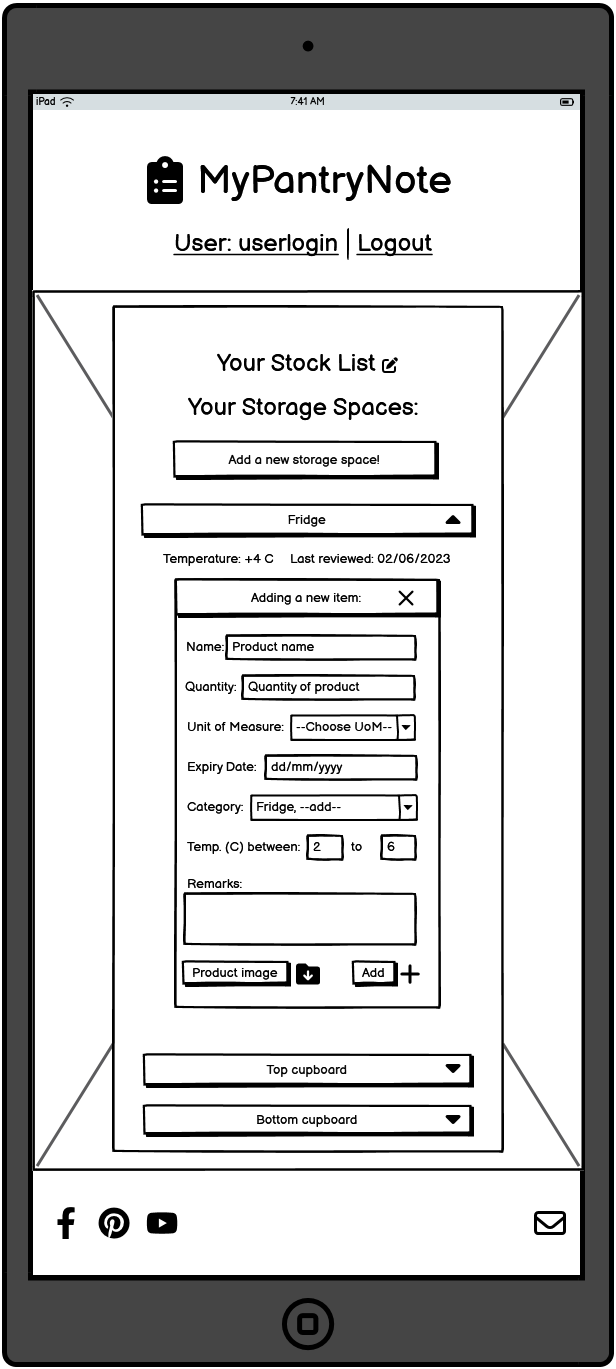 iPad 7:41 AM
MyPantryNote
User: userlogin | Logout
Your Stock List
Your Storage Spaces:
Add a new storage space!
Fridge
Temperature: +4 C Last reviewed: 02/06/2023
Adding a new item:
Name: Product name
Quantity: Quantity of product
Unit of Measure: --Choose UoM--
Expiry Date: dd/mm/yyyy
Category: Fridge, --add--
Temp. (C) between: 2 to 6
Remarks:
Product image Add
Top cupboard
Bottom cupboard